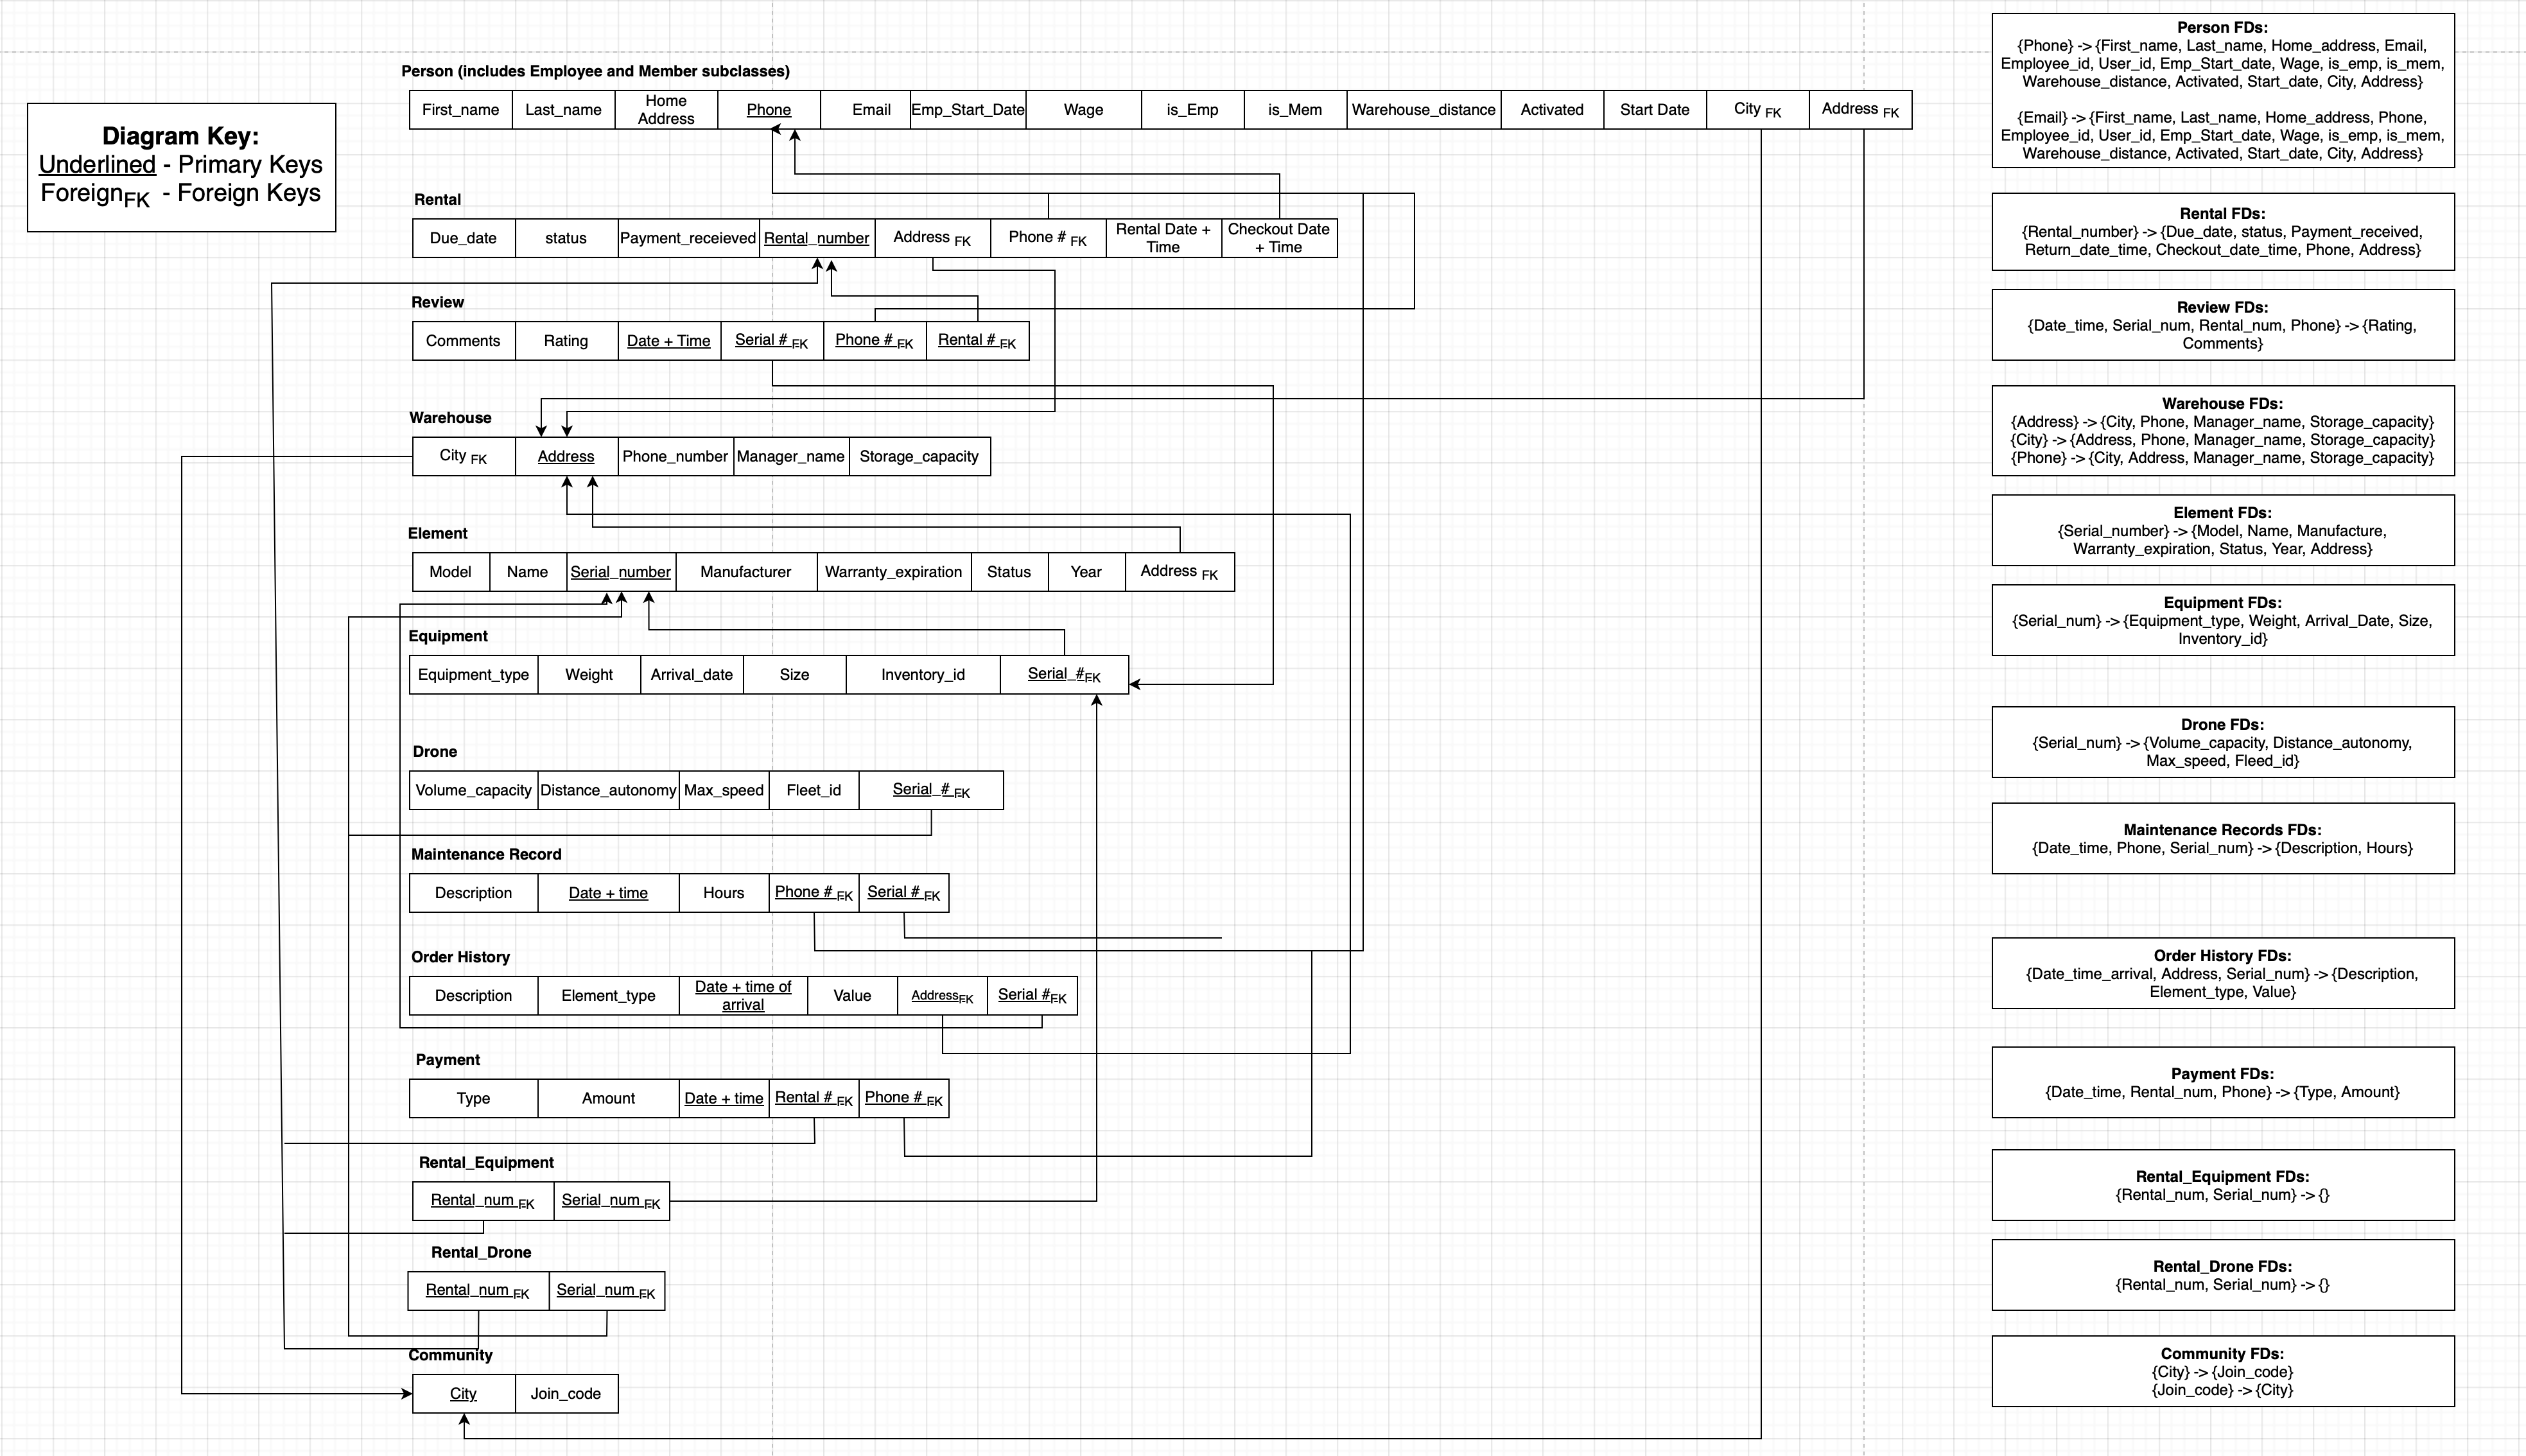 Diagram Key:
Underlined - Primary Keys
ForeignFK - Foreign Keys
Person (includes Employee and Member subclasses)
First_name Last_name Home Address Phone Email Emp_Start_Date Wage is_Emp is_Mem Warehouse_distance Activated Start Date City FK Address FK
Rental
Due_date status Payment_receieved Rental_number Address FK Phone # FK Rental Date + Time Checkout Date + Time
Review
Comments Rating Date + Time Serial # FK Phone # FK Rental # FK
Warehouse
City FK Address Phone_number Manager_name Storage_capacity
Element
Model Name Serial_number Manufacturer Warranty_expiration Status Year Address FK
Equipment
Equipment_type Weight Arrival_date Size Inventory_id Serial_#FK
Drone
Volume_capacity Distance_autonomy Max_speed Fleet_id Serial_# FK
Maintenance Record
Description Date + time Hours Phone # FK Serial # FK
Order History
Description Element_type Date + time of arrival Value AddressFK Serial #FK
Payment
Type Amount Date + time Rental # FK Phone # FK
Rental_Equipment
Rental_num FK Serial_num FK
Rental_Drone
Rental_num FK Serial_num FK
Community
City Join_code
Person FDs:
{Phone} -> {First_name, Last_name, Home_address, Email,
Employee_id, User_id, Emp_Start_date, Wage, is_emp, is_mem,
Warehouse_distance, Activated, Start_date, City, Address}
{Email} -> {First_name, Last_name, Home_address, Phone,
Employee_id, User_id, Emp_Start_date, Wage, is_emp, is_mem,
Warehouse_distance, Activated, Start_date, City, Address}
Rental FDs:
{Rental_number} -> {Due_date, status, Payment_received,
Return_date_time, Checkout_date_time, Phone, Address}
Review FDs:
{Date_time, Serial_num, Rental_num, Phone} -> {Rating,
Comments}
Warehouse FDs:
{Address} -> {City, Phone, Manager_name, Storage_capacity}
{City} -> {Address, Phone, Manager_name, Storage_capacity}
{Phone} -> {City, Address, Manager_name, Storage_capacity}
Element FDs:
{Serial_number} -> {Model, Name, Manufacture,
Warranty_expiration, Status, Year, Address}
Equipment FDs:
{Serial_num} -> {Equipment_type, Weight, Arrival_Date, Size,
Inventory_id}
Drone FDs:
{Serial_num} -> {Volume_capacity, Distance_autonomy,
Max_speed, Fleed_id}
Maintenance Records FDs:
{Date_time, Phone, Serial_num} -> {Description, Hours}
Order History FDs:
{Date_time_arrival, Address, Serial_num} -> {Description,
Element_type, Value}
Payment FDs:
{Date_time, Rental_num, Phone} -> {Type, Amount}
Rental_Equipment FDs:
{Rental_num, Serial_num} -> {}
Rental_Drone FDs:
{Rental_num, Serial_num} -> {}
Community FDs:
{City} -> {Join_code}
{Join_code} -> {City}